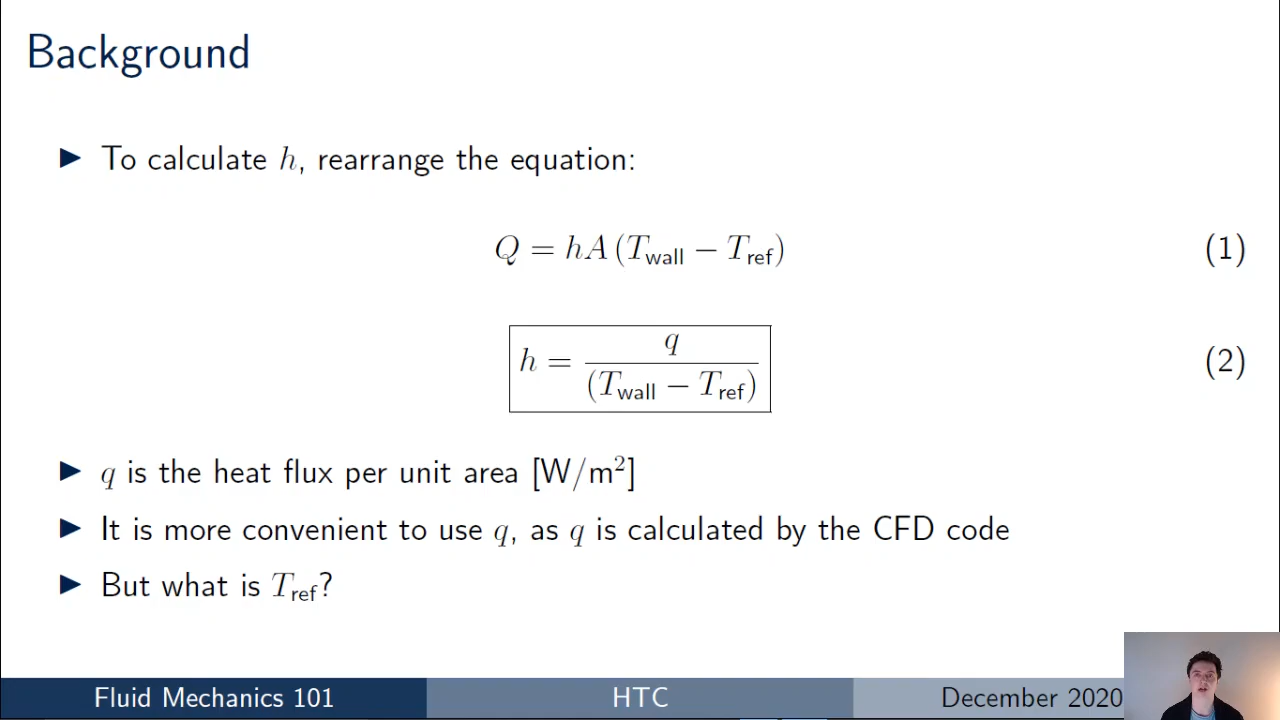 Background
▶ To calculate h, rearrange the equation:
Q = hA (T_wall − T_ref) (1)
h = q / (T_wall − T_ref) (2)
▶ q is the heat flux per unit area [W/m²]
▶ It is more convenient to use q, as q is calculated by the CFD code
▶ But what is T_ref?
Fluid Mechanics 101 HTC December 2020